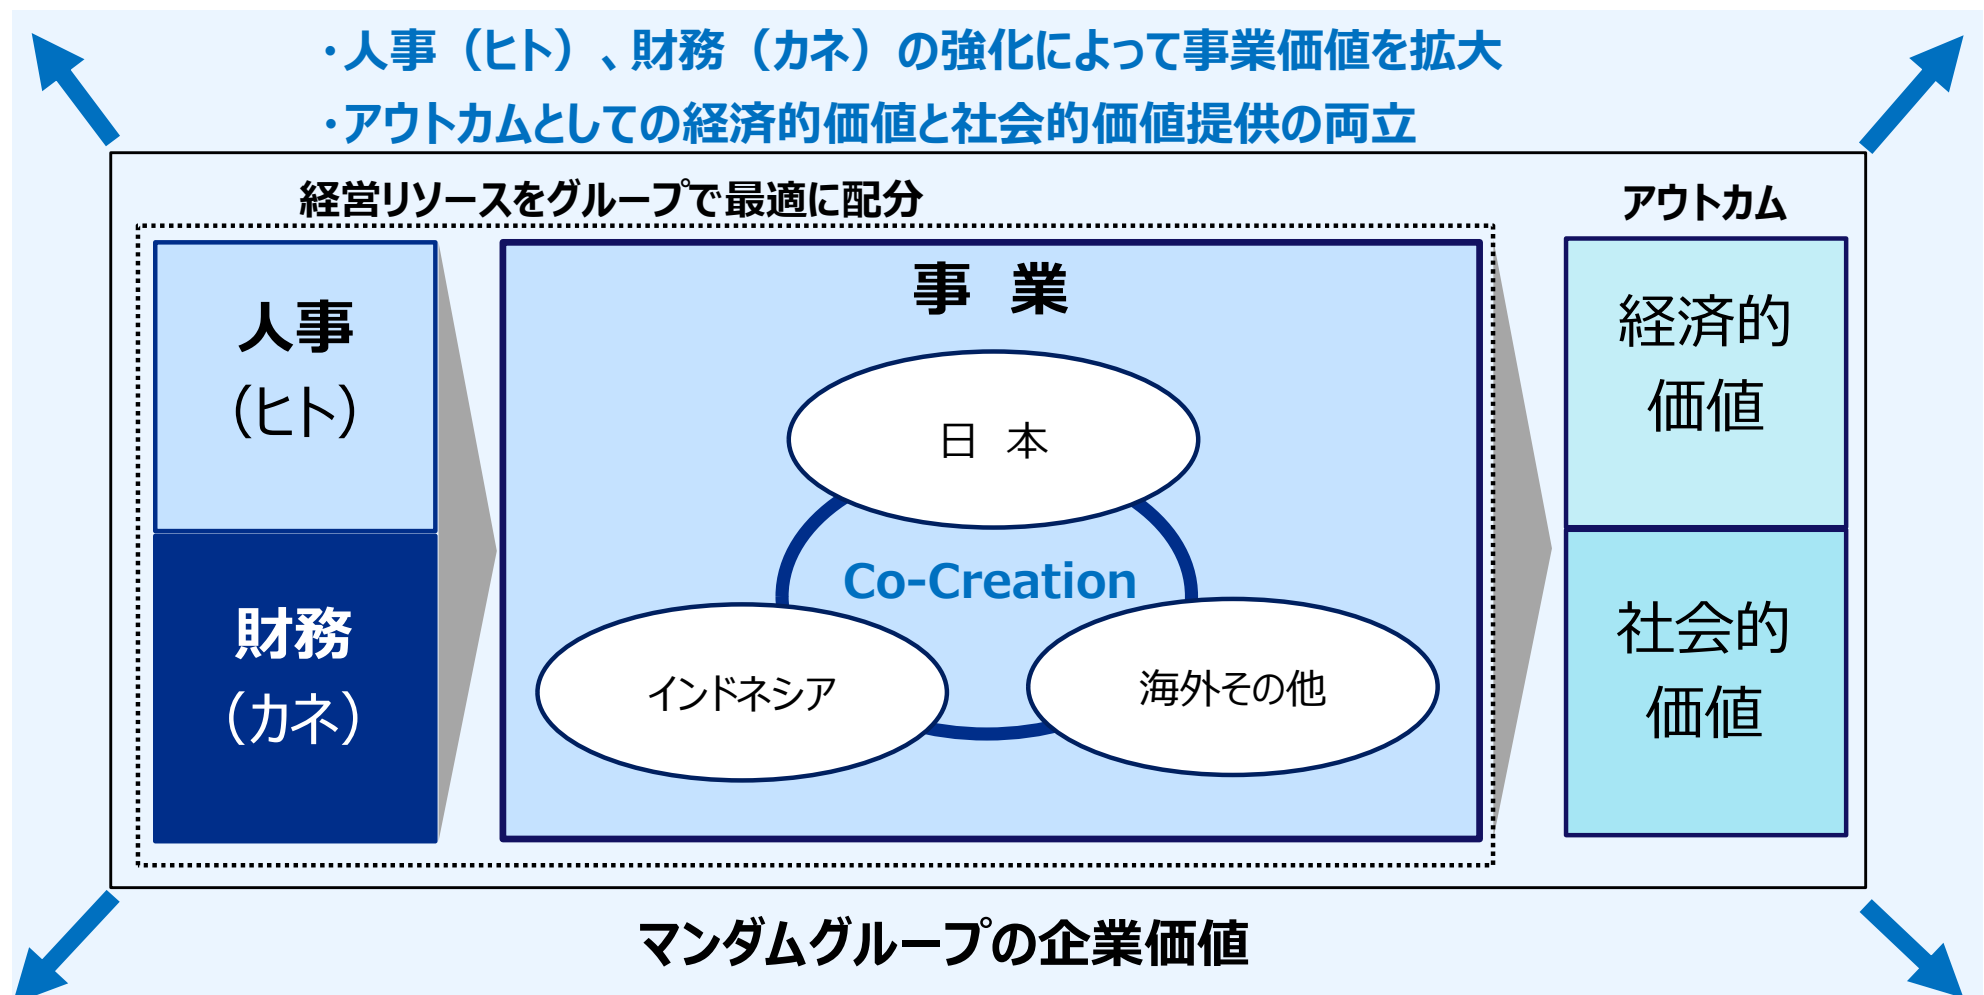 ・人事（ヒト）、財務（カネ）の強化によって事業価値を拡大
・アウトカムとしての経済的価値と社会的価値提供の両立
経営リソースをグループで最適に配分
アウトカム
人事
（ヒト）
財務
（カネ）
事　業
日　本
Co-Creation
インドネシア
海外その他
経済的
価値
社会的
価値
マンダムグループの企業価値